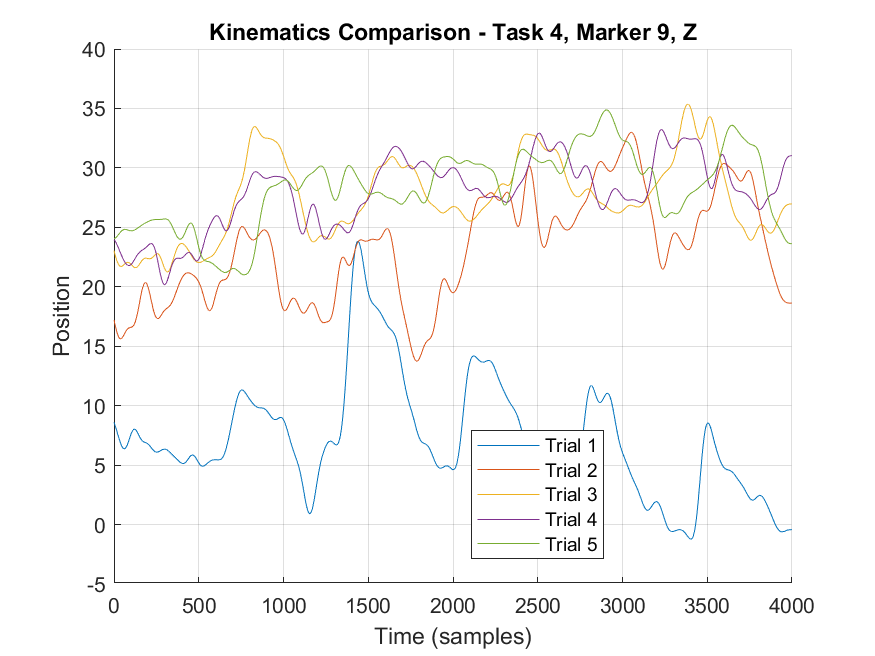 Kinematics Comparison - Task 4, Marker 9, Z
40
35
30
25
20
15
10
5
0
-5
Position
Trial 1
Trial 2
Trial 3
Trial 4
Trial 5
0 500 1000 1500 2000 2500 3000 3500 4000
Time (samples)